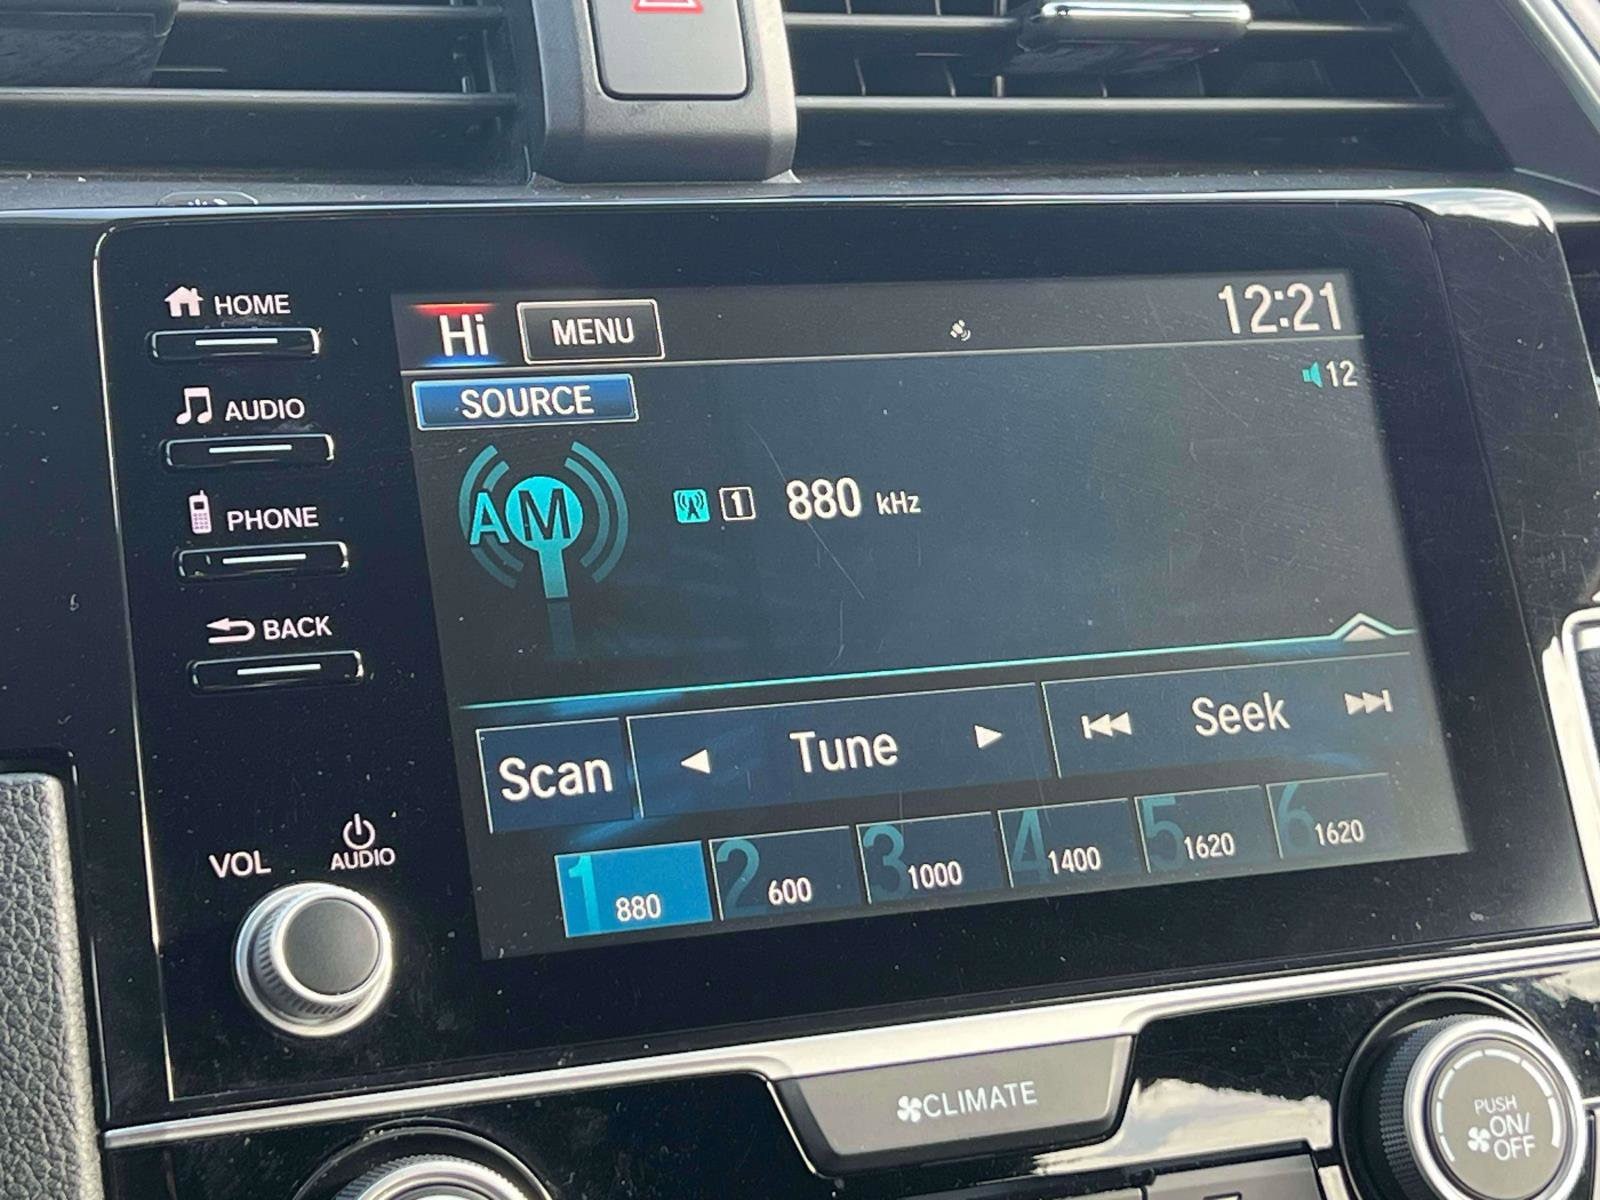 HOME
AUDIO
PHONE
BACK
VOL
AUDIO
Hi MENU 12:21
SOURCE 12
AM 1 880 kHz
Scan Tune Seek
1 880 2 600 3 1000 4 1400 5 1620 6 1620
CLIMATE
PUSH
ON/
OFF